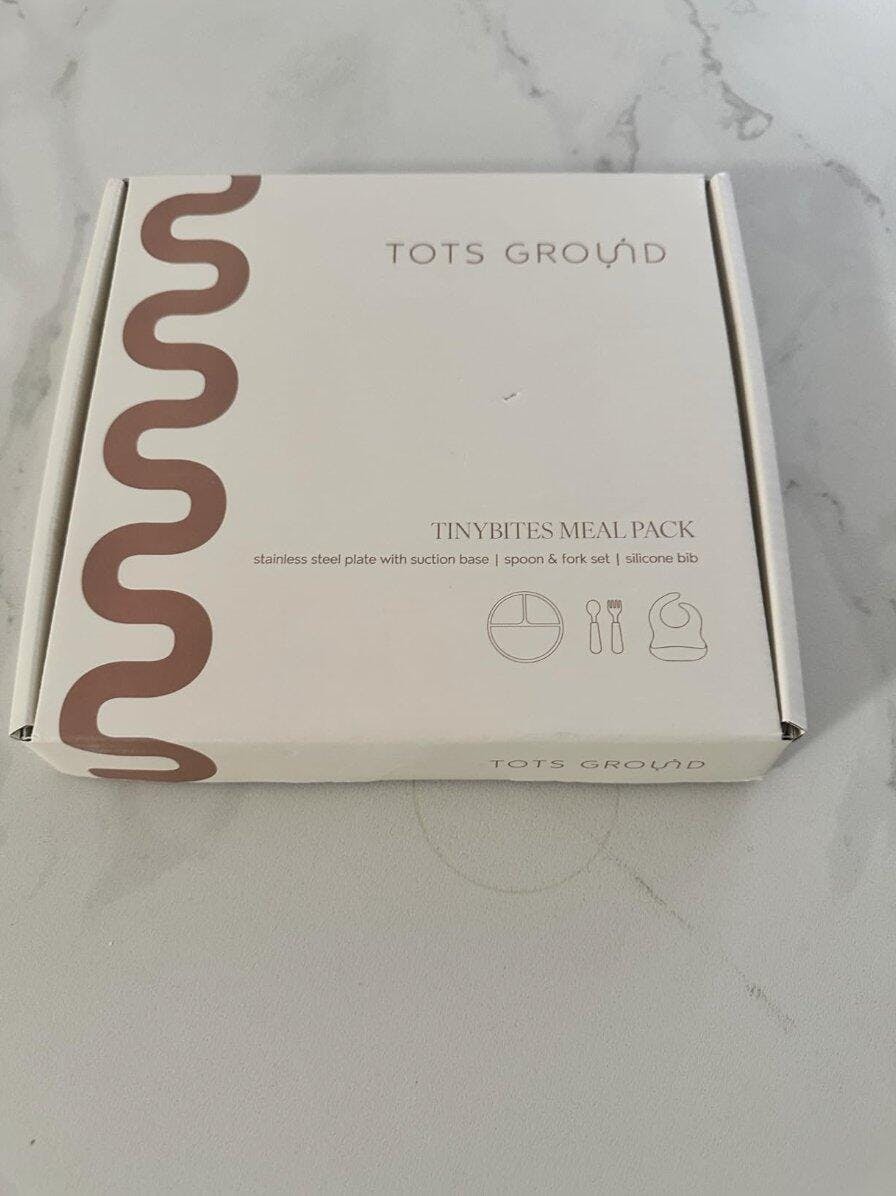 TOTS GROUND
TINYBITES MEAL PACK
stainless steel plate with suction base | spoon & fork set | silicone bib
TOTS GROUND